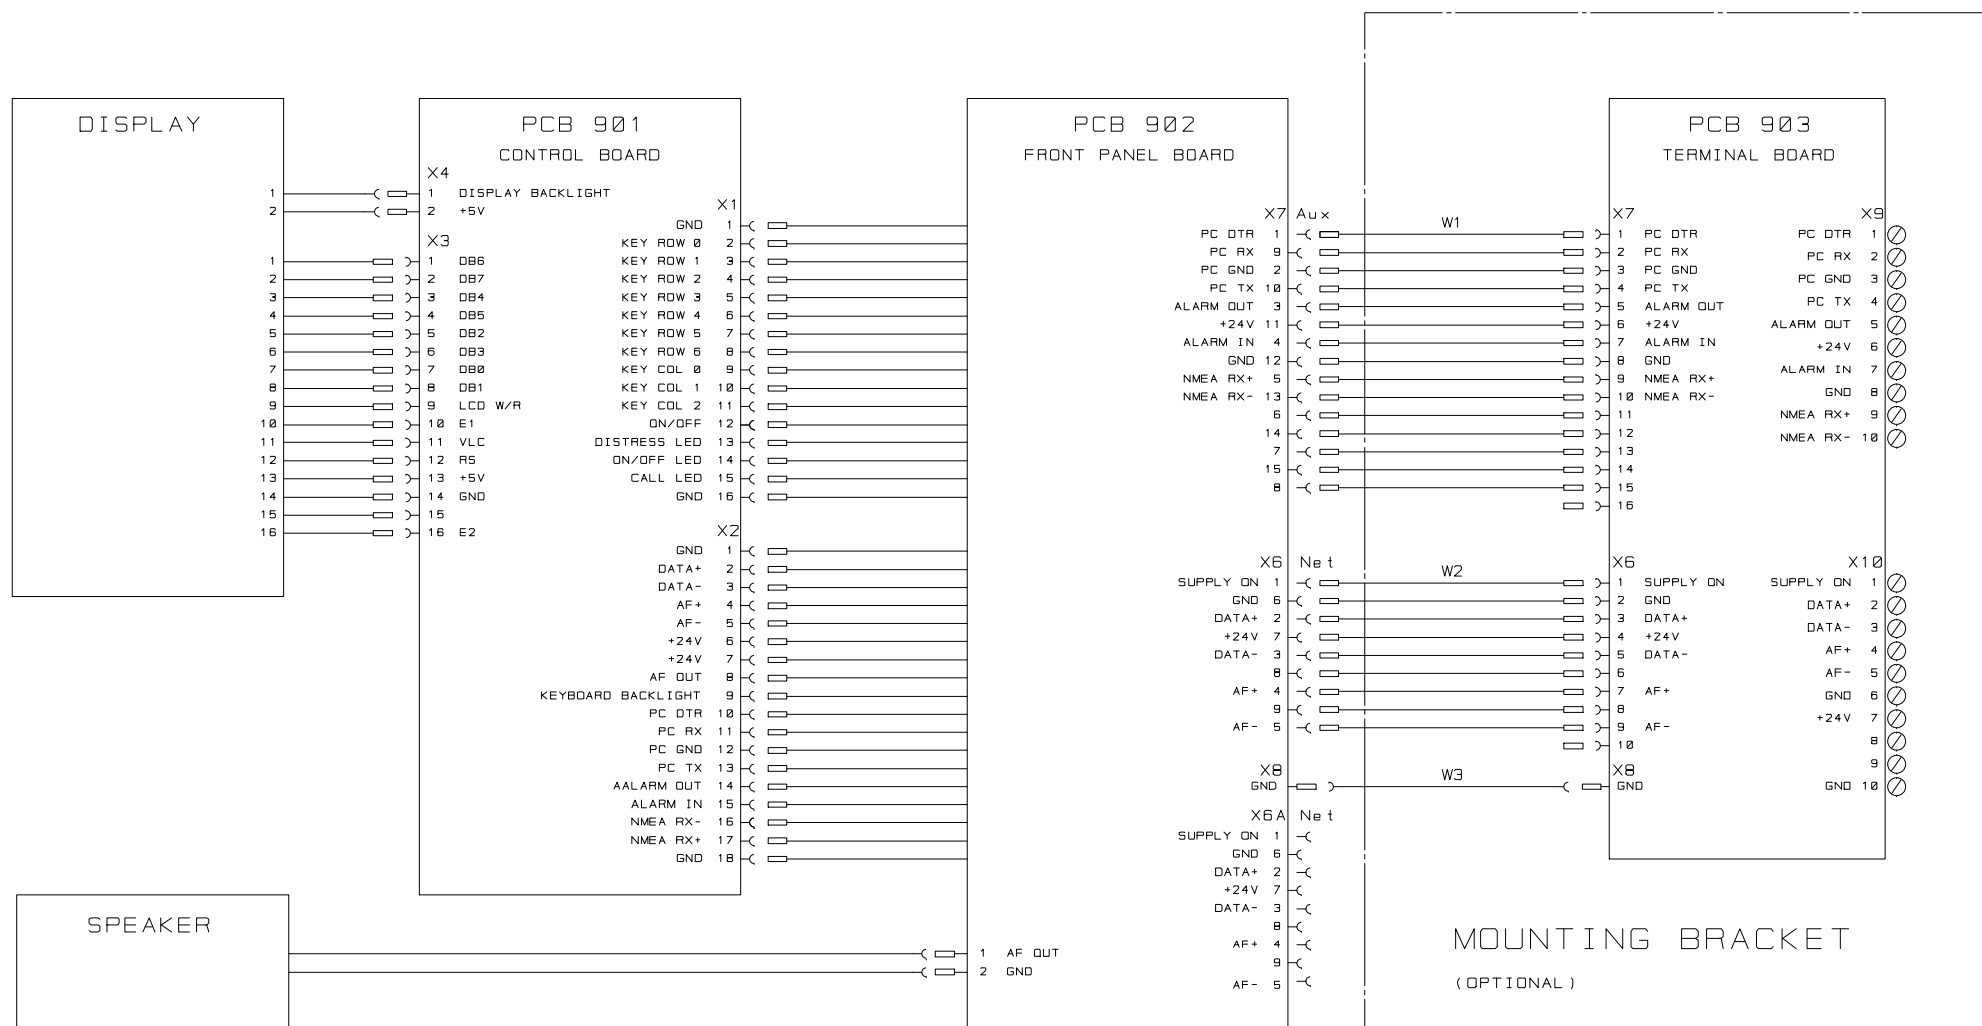 DISPLAY
1
2
1
2
3
4
5
6
7
8
9
10
11
12
13
14
15
16
PCB 901
CONTROL BOARD
X4
1 DISPLAY BACKLIGHT
2 +5V
X3
1 DB6
2 DB7
3 DB4
4 DB5
5 DB2
6 DB3
7 DB0
8 DB1
9 LCD W/R
10 E1
11 VLC
12 RS
13 +5V
14 GND
15
16 E2
X1
GND 1
KEY ROW 0 2
KEY ROW 1 3
KEY ROW 2 4
KEY ROW 3 5
KEY ROW 4 6
KEY ROW 5 7
KEY ROW 6 8
KEY COL 0 9
KEY COL 1 10
KEY COL 2 11
ON/OFF 12
DISTRESS LED 13
ON/OFF LED 14
CALL LED 15
GND 16
X2
GND 1
DATA+ 2
DATA- 3
AF+ 4
AF- 5
+24V 6
+24V 7
AF OUT 8
KEYBOARD BACKLIGHT 9
PC DTR 10
PC RX 11
PC GND 12
PC TX 13
AALARM OUT 14
ALARM IN 15
NMEA RX- 16
NMEA RX+ 17
GND 18
SPEAKER
PCB 902
FRONT PANEL BOARD
1 AF OUT
2 GND
X7 Aux
PC DTR 1
PC RX 9
PC GND 2
PC TX 10
ALARM OUT 3
+24V 11
ALARM IN 4
GND 12
NMEA RX+ 5
NMEA RX- 13
6
14
7
15
8
X6 Net
SUPPLY ON 1
GND 6
DATA+ 2
+24V 7
DATA- 3
8
AF+ 4
9
AF- 5
X8
GND
X6A Net
SUPPLY ON 1
GND 6
DATA+ 2
+24V 7
DATA- 3
8
AF+ 4
9
AF- 5
W1
W2
W3
PCB 903
TERMINAL BOARD
X7
1 PC DTR
2 PC RX
3 PC GND
4 PC TX
5 ALARM OUT
6 +24V
7 ALARM IN
8 GND
9 NMEA RX+
10 NMEA RX-
11
12
13
14
15
16
X6
1 SUPPLY ON
2 GND
3 DATA+
4 +24V
5 DATA-
6
7 AF+
8
9 AF-
10
X8
GND
X9
PC DTR 1
PC RX 2
PC GND 3
PC TX 4
ALARM OUT 5
+24V 6
ALARM IN 7
GND 8
NMEA RX+ 9
NMEA RX- 10
X10
SUPPLY ON 1
DATA+ 2
DATA- 3
AF+ 4
AF- 5
GND 6
+24V 7
8
9
GND 10
MOUNTING BRACKET
(OPTIONAL)